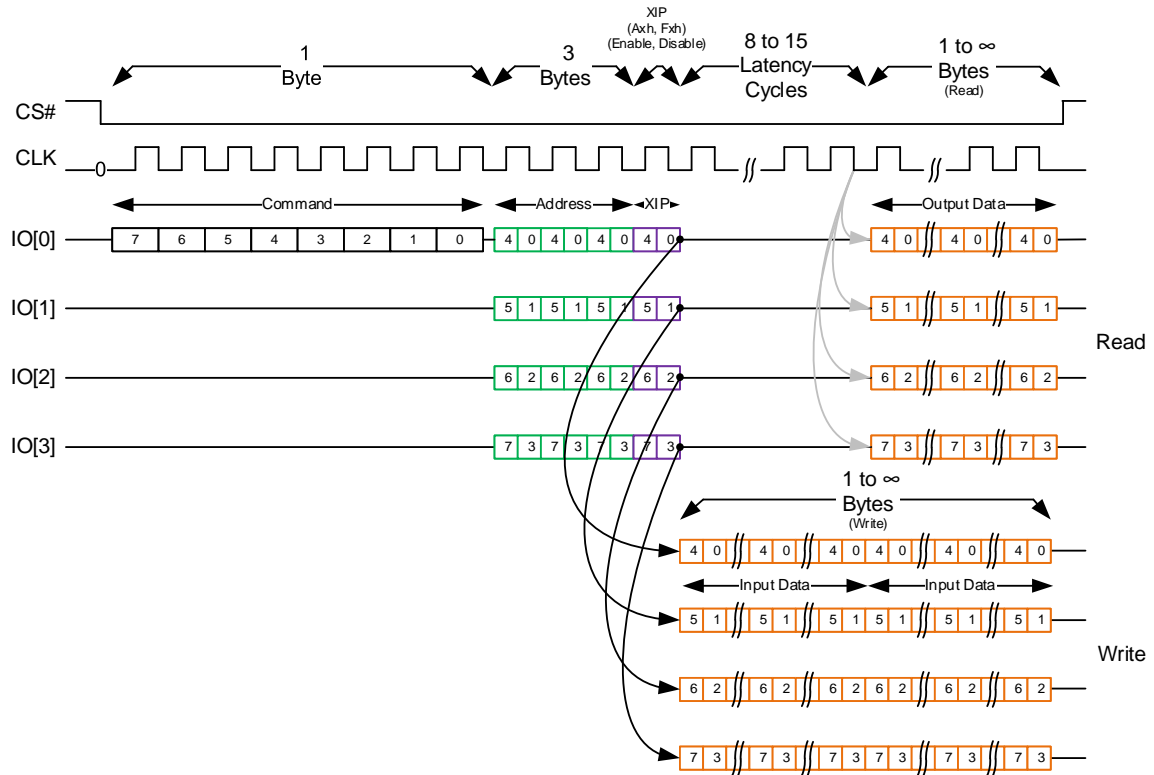 XIP
(Axh, Fxh)
(Enable, Disable)
1
Byte
3
Bytes
8 to 15
Latency
Cycles
1 to ∞
Bytes
(Read)
CS#
CLK
0
Command
Address
XIP
Output Data
IO[0]
7 6 5 4 3 2 1 0 4 0 4 0 4 0 4 0 4 0 4 0 4 0
IO[1]
5 1 5 1 5 1 5 1 5 1 5 1 5 1
Read
IO[2]
6 2 6 2 6 2 6 2 6 2 6 2 6 2
IO[3]
7 3 7 3 7 3 7 3 7 3 7 3 7 3
1 to ∞
Bytes
(Write)
4 0 4 0 4 0 4 0 4 0 4 0
Input Data Input Data
5 1 5 1 5 1 5 1 5 1 5 1
Write
6 2 6 2 6 2 6 2 6 2 6 2
7 3 7 3 7 3 7 3 7 3 7 3